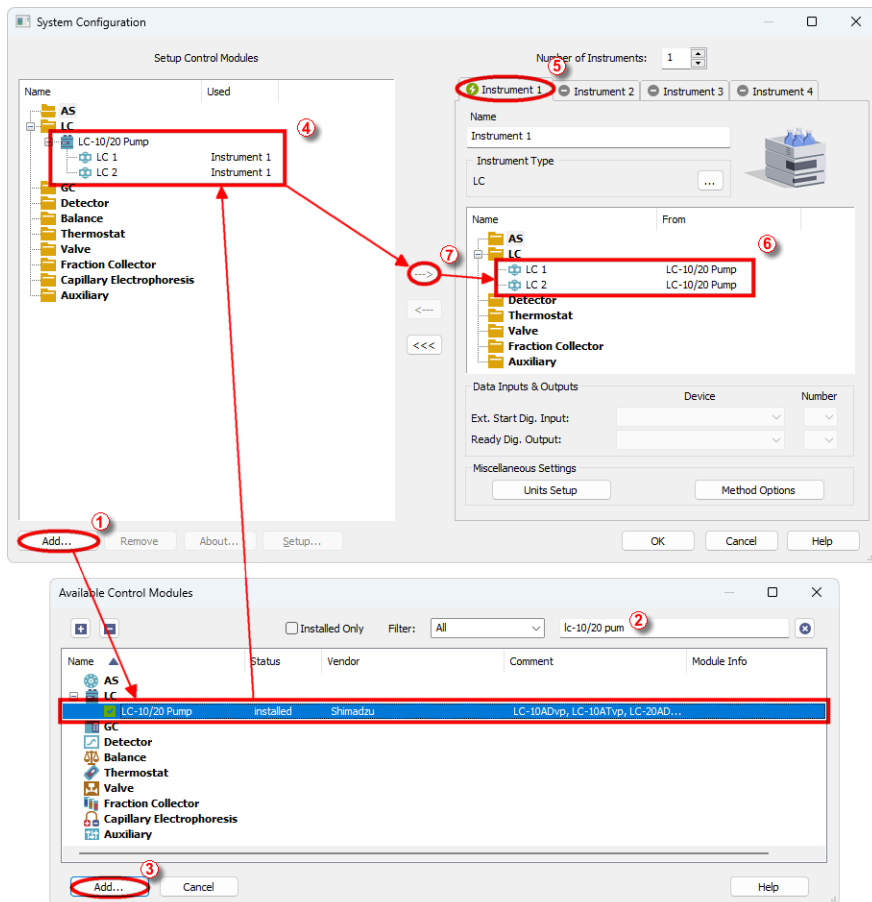 System Configuration
Setup Control Modules
Number of Instruments: 1
⑤
Name Used
AS
LC
LC-10/20 Pump
④
LC 1 Instrument 1
LC 2 Instrument 1
GC
Detector
Balance
Thermostat
Valve
Fraction Collector
Capillary Electrophoresis
Auxiliary
⑦
--->
<---
<<<
Instrument 1 Instrument 2 Instrument 3 Instrument 4
Name
Instrument 1
Instrument Type
LC ...
Name From
⑥
AS
LC
LC 1 LC-10/20 Pump
LC 2 LC-10/20 Pump
Detector
Thermostat
Valve
Fraction Collector
Auxiliary
Data Inputs & Outputs
Device Number
Ext. Start Dig. Input:
Ready Dig. Output:
Miscellaneous Settings
Units Setup Method Options
①
Add... Remove About... Setup...
OK Cancel Help
Available Control Modules
Installed Only Filter: All lc-10/20 pum ②
Name Status Vendor Comment Module Info
AS
LC
LC-10/20 Pump installed Shimadzu LC-10ADvp, LC-10ATvp, LC-20AD...
GC
Detector
Balance
Thermostat
Valve
Fraction Collector
Capillary Electrophoresis
Auxiliary
③
Add... Cancel Help